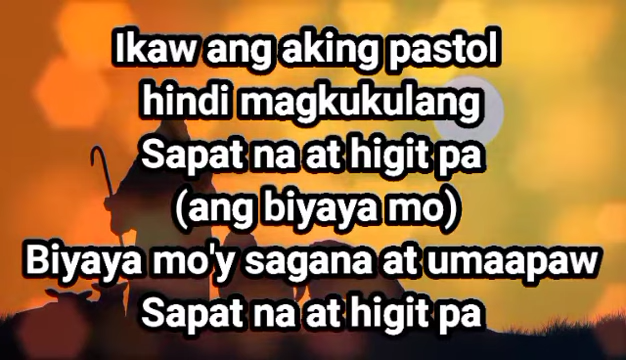 Ikaw ang aking pastol
hindi magkukulang
Sapat na at higit pa
(ang biyaya mo)
Biyaya mo'y sagana at umaapaw
Sapat na at higit pa